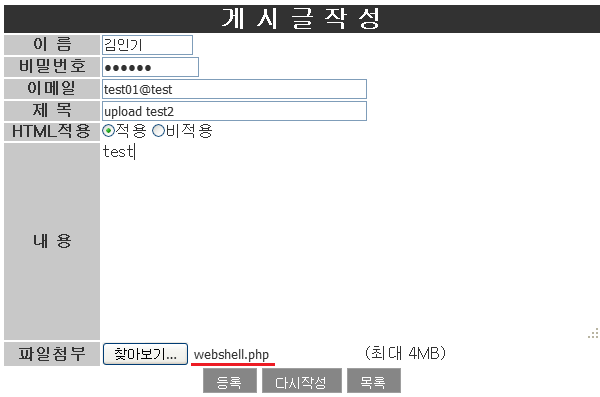 게시글작성
이 름 김인기
비밀번호 ●●●●●●
이메일 test01@test
제 목 upload test2
HTML적용 적용 비적용
내 용 test
파일첨부 찾아보기... webshell.php (최대 4MB)
등록 다시작성 목록